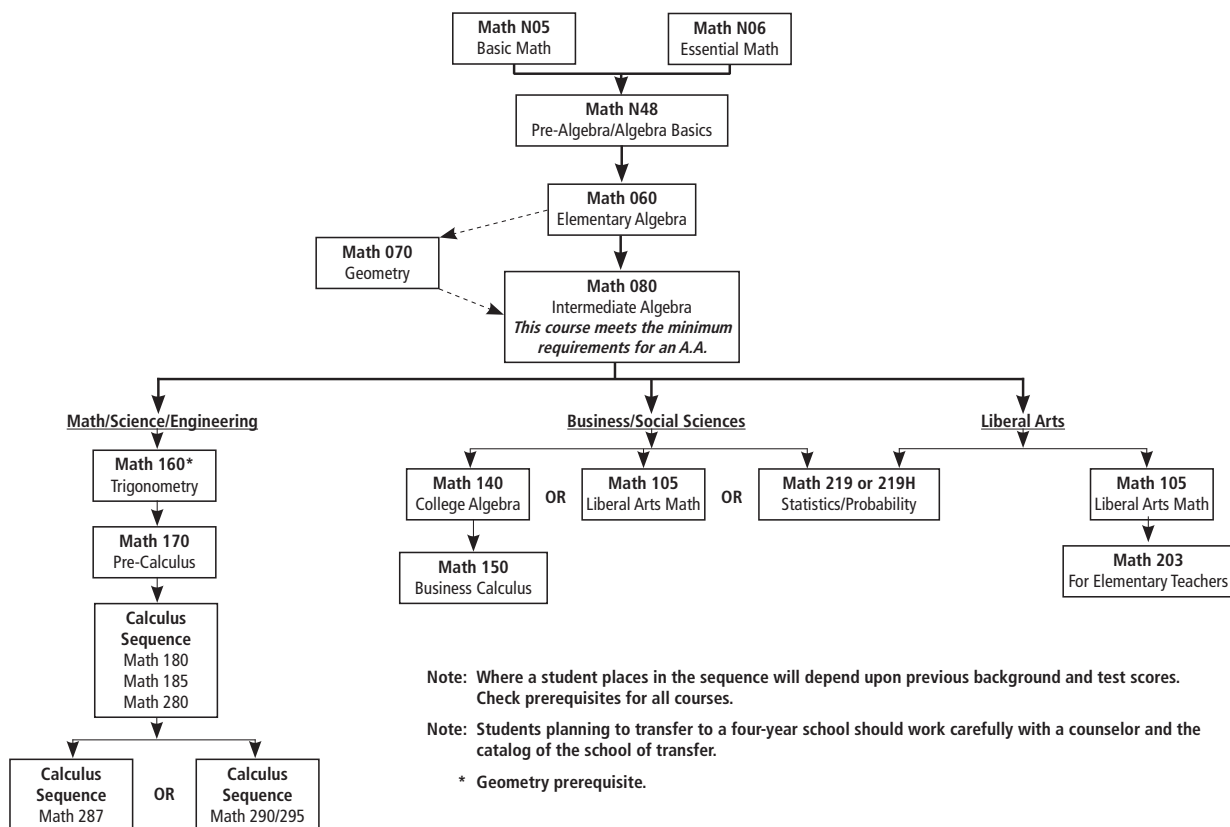 Math N05
Basic Math
Math N06
Essential Math
Math N48
Pre-Algebra/Algebra Basics
Math 060
Elementary Algebra
Math 070
Geometry
Math 080
Intermediate Algebra
This course meets the minimum
requirements for an A.A.
Math/Science/Engineering
Business/Social Sciences
Liberal Arts
Math 160*
Trigonometry
Math 170
Pre-Calculus
Calculus
Sequence
Math 180
Math 185
Math 280
Calculus
Sequence
Math 287
OR
Calculus
Sequence
Math 290/295
Math 140
College Algebra
OR
Math 105
Liberal Arts Math
OR
Math 219 or 219H
Statistics/Probability
Math 150
Business Calculus
Math 105
Liberal Arts Math
Math 203
For Elementary Teachers
Note: Where a student places in the sequence will depend upon previous background and test scores.
Check prerequisites for all courses.
Note: Students planning to transfer to a four-year school should work carefully with a counselor and the
catalog of the school of transfer.
* Geometry prerequisite.